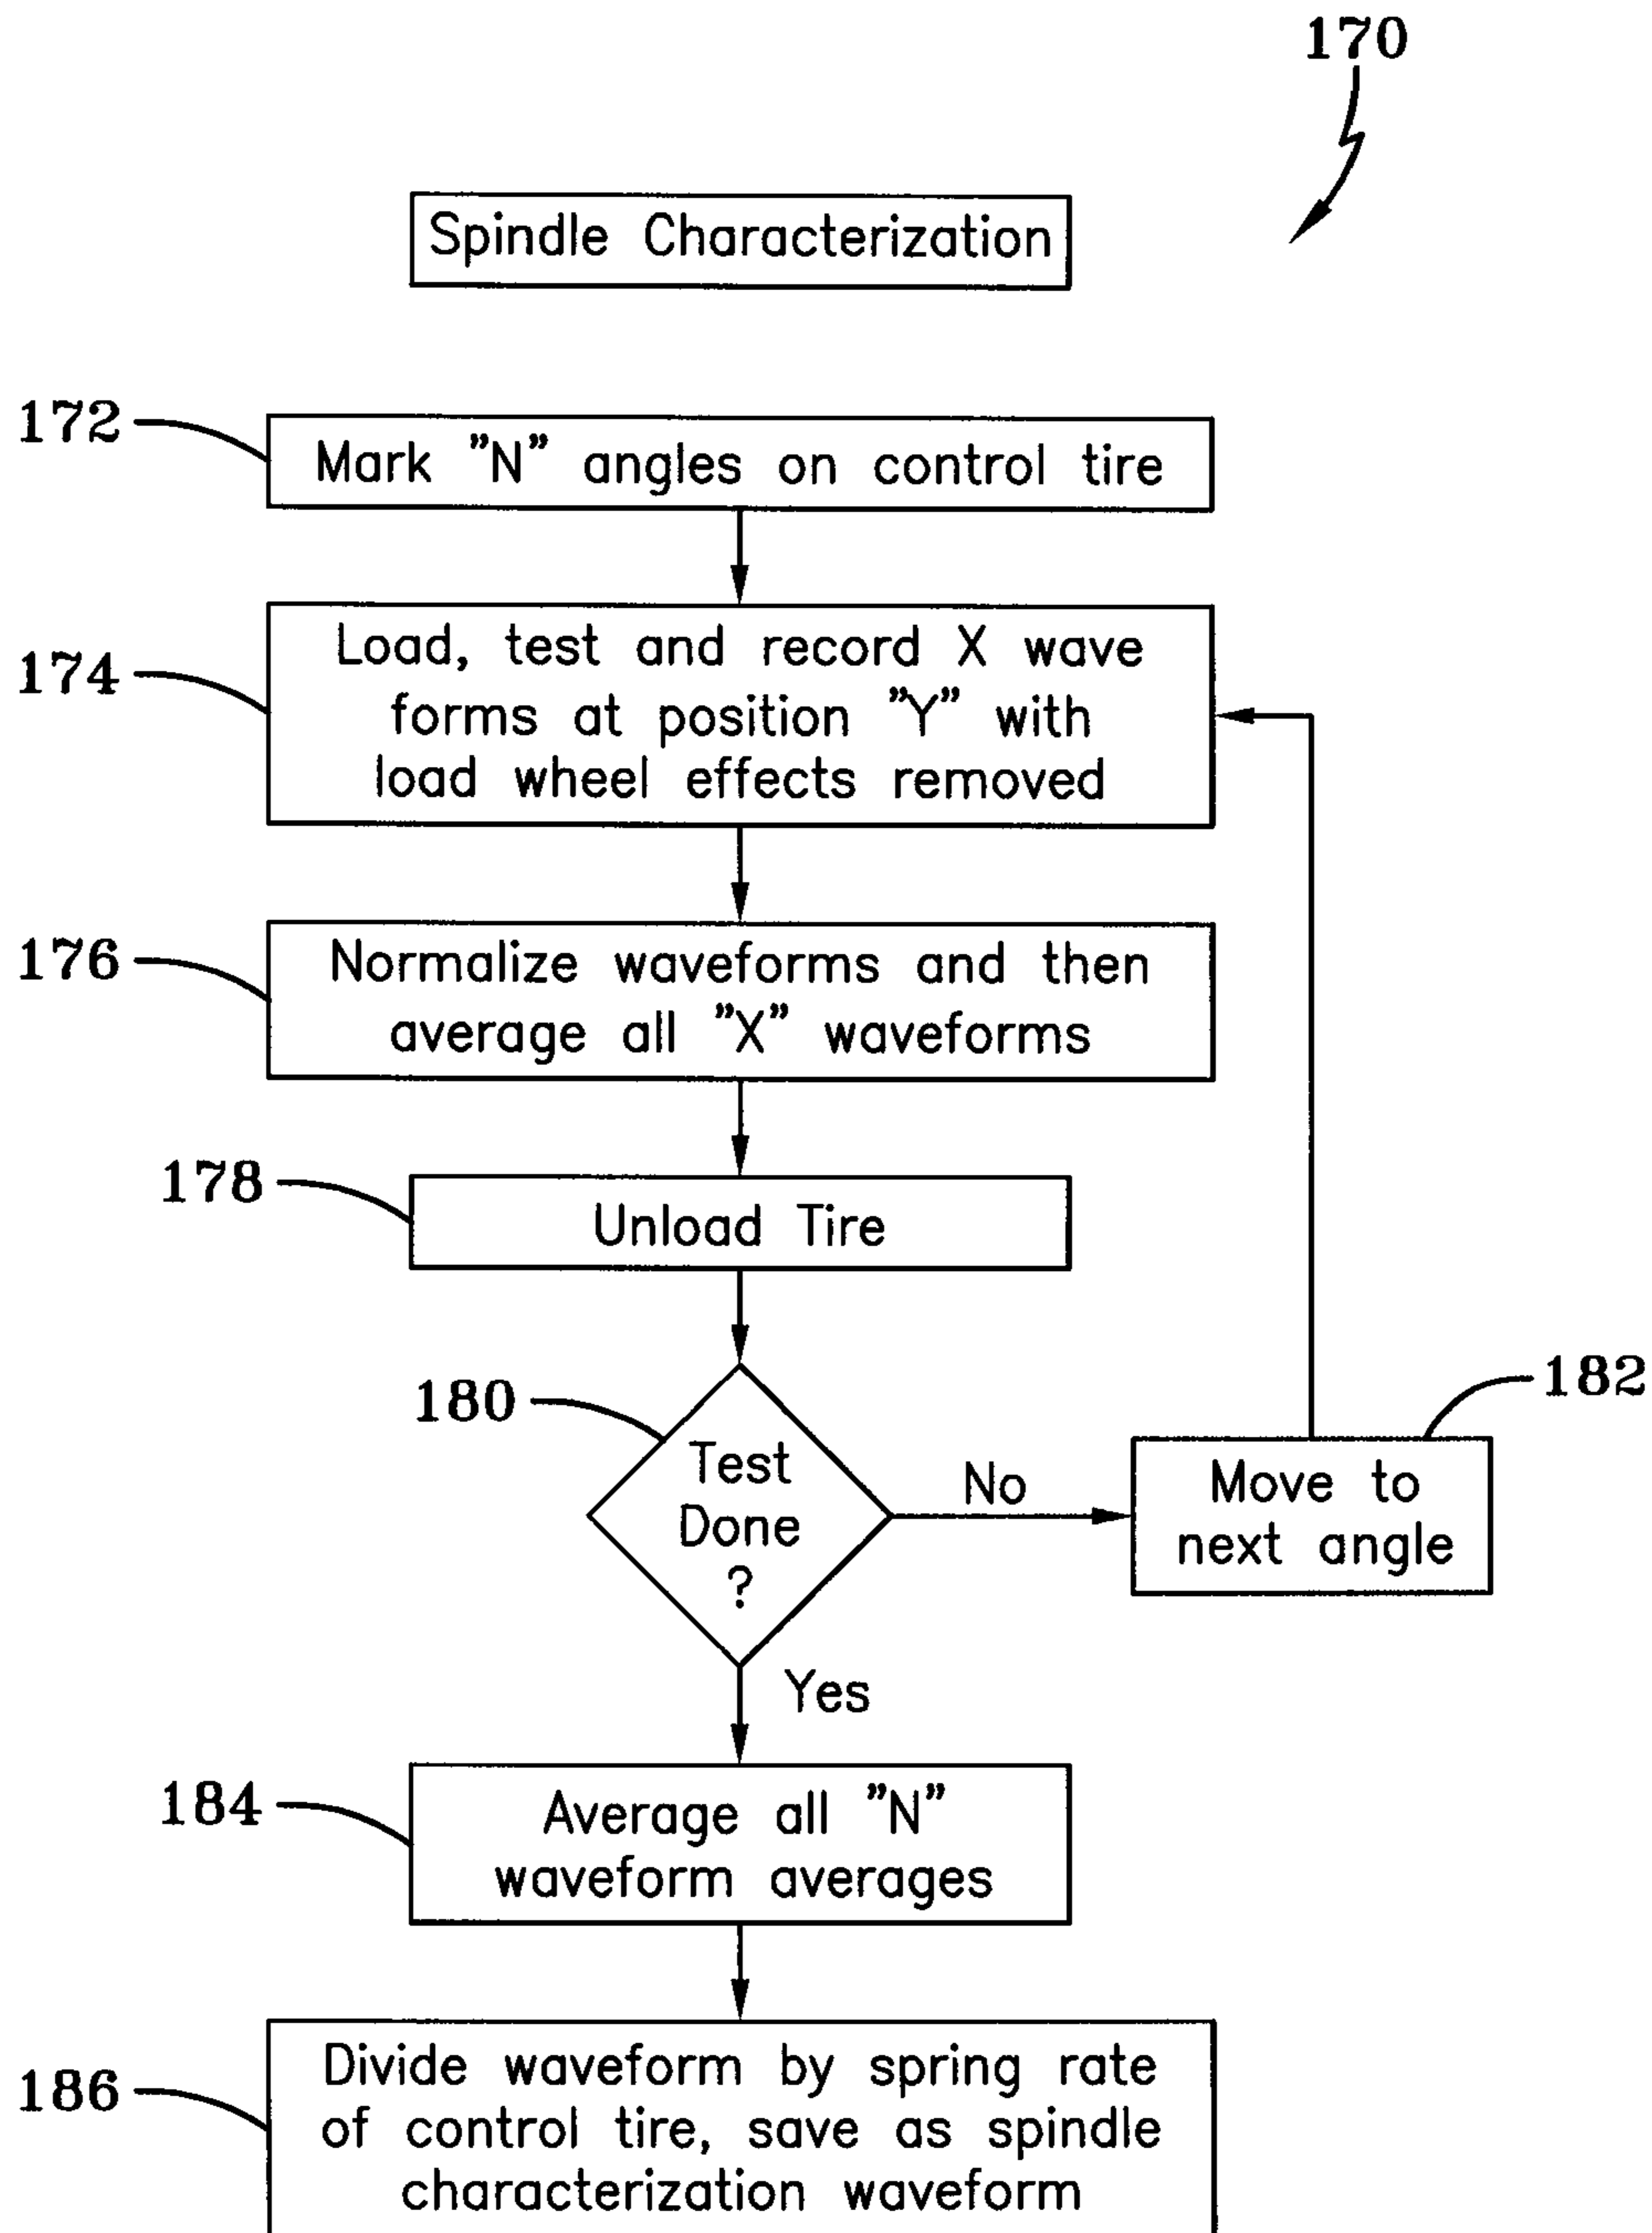 170
Spindle Characterization
172
Mark "N" angles on control tire
174
Load, test and record X wave
forms at position "Y" with
load wheel effects removed
176
Normalize waveforms and then
average all "X" waveforms
178
Unload Tire
180
Test
Done
?
No
182
Move to
next angle
Yes
184
Average all "N"
waveform averages
186
Divide waveform by spring rate
of control tire, save as spindle
characterization waveform